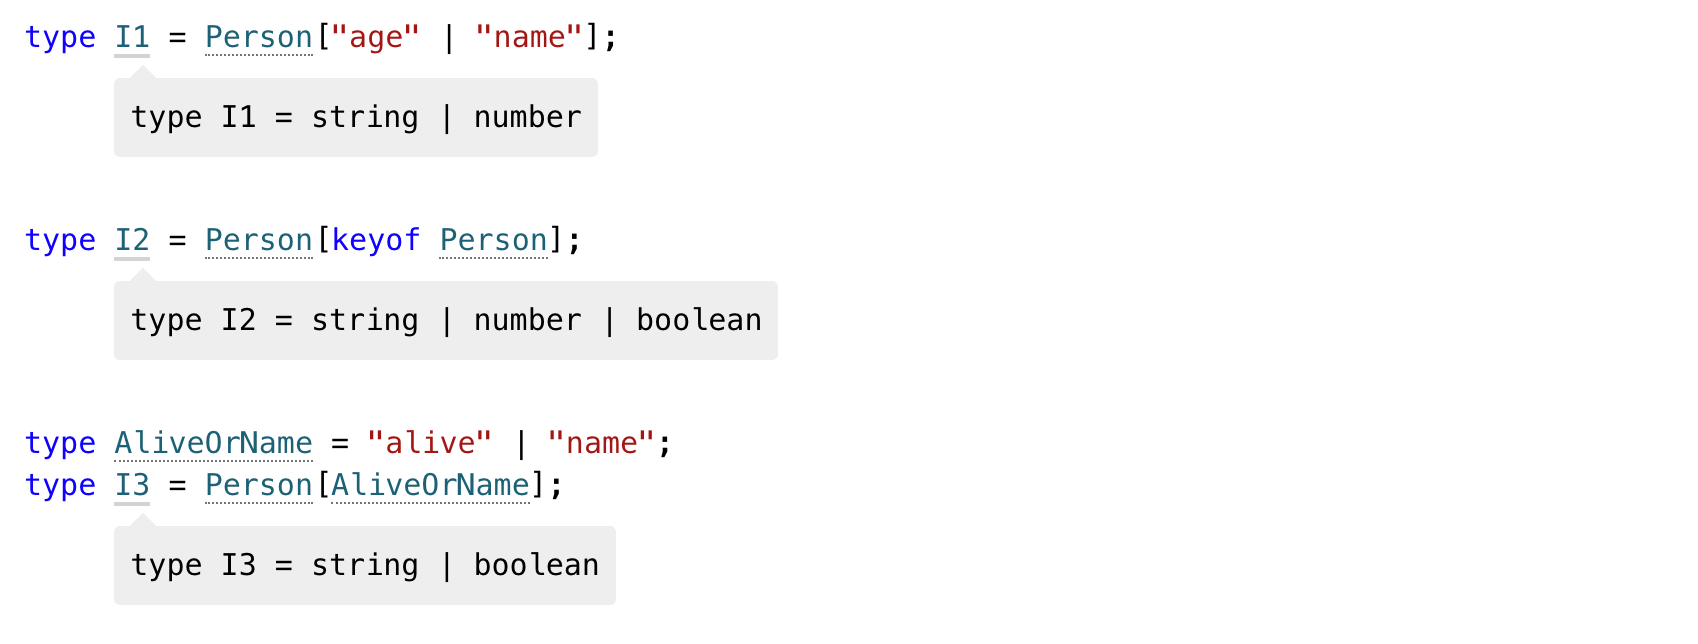 type I1 = Person["age" | "name"];
type I1 = string | number
type I2 = Person[keyof Person];
type I2 = string | number | boolean
type AliveOrName = "alive" | "name";
type I3 = Person[AliveOrName];
type I3 = string | boolean